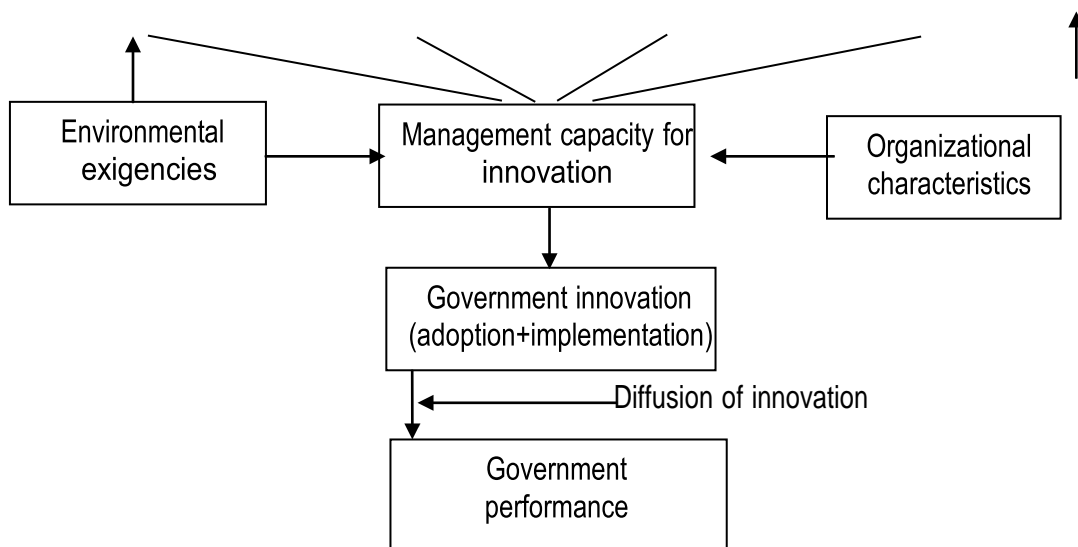 Environmental
exigencies
Management capacity for
innovation
Organizational
characteristics
Government innovation
(adoption+implementation)
Diffusion of innovation
Government
performance